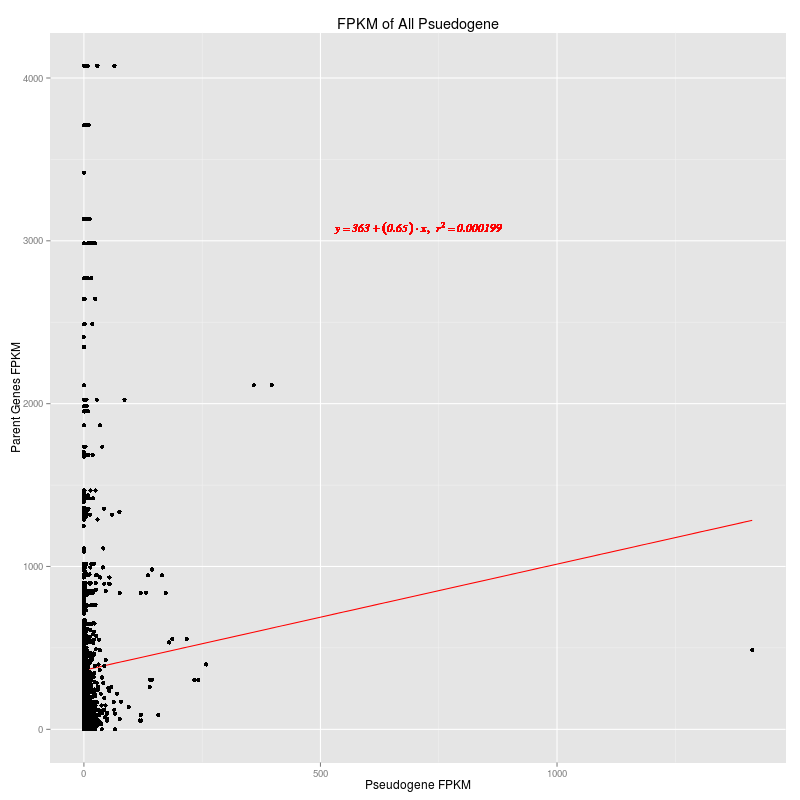 FPKM of All Psuedogene
4000
3000
2000
1000
0
Parent Genes FPKM
y = 363 + (0.65) · x, r² = 0.000199
0 500 1000
Pseudogene FPKM